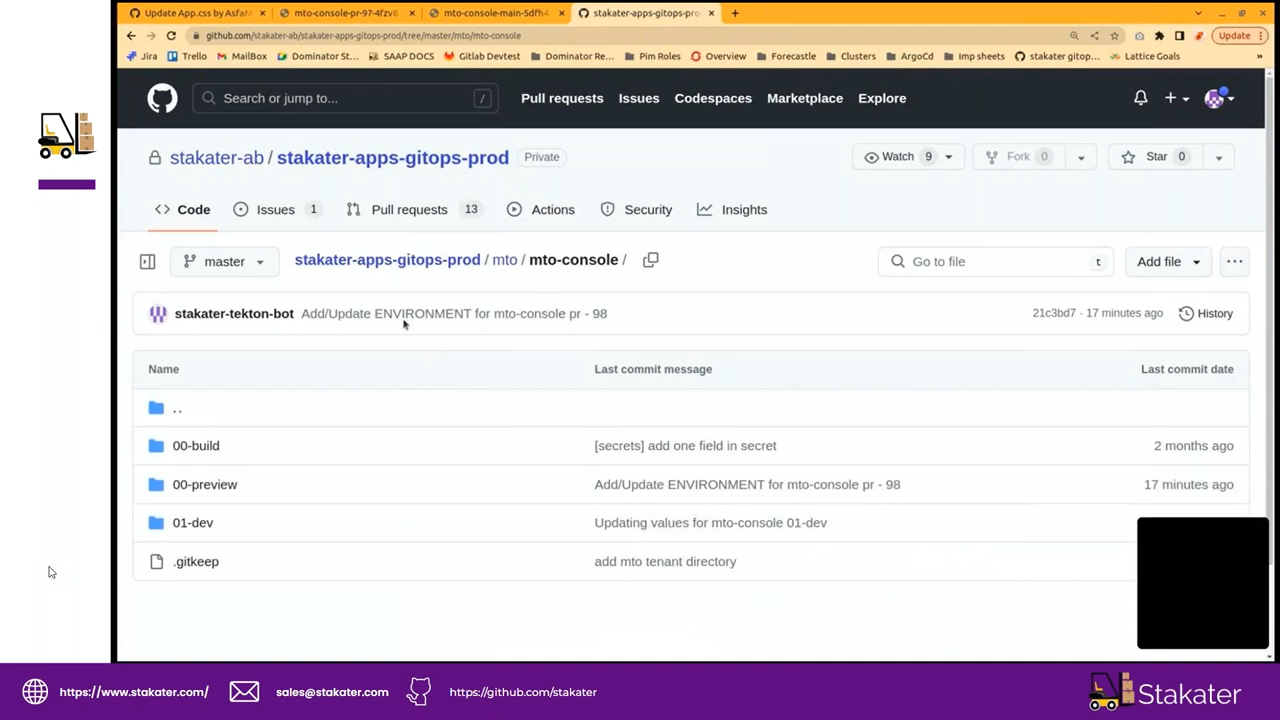 Update App.css by AsfaM
mto-console-pr-97-4fzv8
mto-console-main-5dfh4
stakater-apps-gitops-pro
github.com/stakater-ab/stakater-apps-gitops-prod/tree/master/mto/mto-console
Update
Jira
Trello
MailBox
Dominator St...
SAAP DOCS
Gitlab Devtest
Dominator Re...
Pim Roles
Overview
Forecastle
Clusters
ArgoCd
Imp sheets
stakater gitop...
Lattice Goals
»
Search or jump to...
/
Pull requests
Issues
Codespaces
Marketplace
Explore
stakater-ab / stakater-apps-gitops-prod
Private
Watch 9
Fork 0
Star 0
Code
Issues 1
Pull requests 13
Actions
Security
Insights
master
stakater-apps-gitops-prod / mto / mto-console /
Go to file
t
Add file
...
stakater-tekton-bot Add/Update ENVIRONMENT for mto-console pr - 98
21c3bd7 · 17 minutes ago
History
Name
Last commit message
Last commit date
..
00-build
[secrets] add one field in secret
2 months ago
00-preview
Add/Update ENVIRONMENT for mto-console pr - 98
17 minutes ago
01-dev
Updating values for mto-console 01-dev
.gitkeep
add mto tenant directory
https://www.stakater.com/
sales@stakater.com
https://github.com/stakater
Stakater